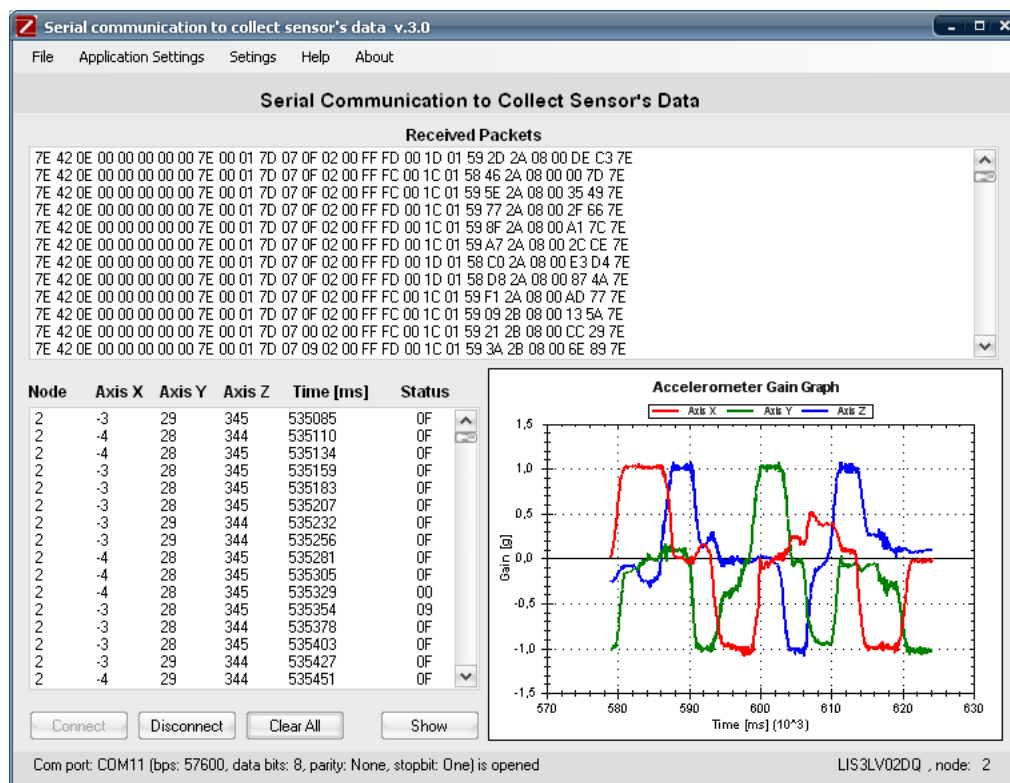 Serial communication to collect sensor's data v.3.0
File Application Settings Setings Help About
Serial Communication to Collect Sensor's Data
Received Packets
7E 42 0E 00 00 00 00 00 7E 00 01 7D 07 0F 02 00 FF FD 00 1D 01 59 2D 2A 08 00 DE C3 7E
7E 42 0E 00 00 00 00 00 7E 00 01 7D 07 0F 02 00 FF FC 00 1C 01 58 46 2A 08 00 00 7D 7E
7E 42 0E 00 00 00 00 00 7E 00 01 7D 07 0F 02 00 FF FC 00 1C 01 59 5E 2A 08 00 35 49 7E
7E 42 0E 00 00 00 00 00 7E 00 01 7D 07 0F 02 00 FF FD 00 1C 01 59 77 2A 08 00 2F 66 7E
7E 42 0E 00 00 00 00 00 7E 00 01 7D 07 0F 02 00 FF FD 00 1C 01 59 8F 2A 08 00 A1 7C 7E
7E 42 0E 00 00 00 00 00 7E 00 01 7D 07 0F 02 00 FF FD 00 1C 01 59 A7 2A 08 00 2C CE 7E
7E 42 0E 00 00 00 00 00 7E 00 01 7D 07 0F 02 00 FF FD 00 1D 01 58 C0 2A 08 00 E3 D4 7E
7E 42 0E 00 00 00 00 00 7E 00 01 7D 07 0F 02 00 FF FD 00 1D 01 58 D8 2A 08 00 87 4A 7E
7E 42 0E 00 00 00 00 00 7E 00 01 7D 07 0F 02 00 FF FC 00 1C 01 59 F1 2A 08 00 AD 77 7E
7E 42 0E 00 00 00 00 00 7E 00 01 7D 07 0F 02 00 FF FC 00 1C 01 59 09 2B 08 00 13 5A 7E
7E 42 0E 00 00 00 00 00 7E 00 01 7D 07 0F 02 00 FF FC 00 1C 01 59 21 2B 08 00 CC 29 7E
7E 42 0E 00 00 00 00 00 7E 00 01 7D 07 09 02 00 FF FD 00 1C 01 59 3A 2B 08 00 6E 89 7E
Node Axis X Axis Y Axis Z Time [ms] Status
2 -3 29 345 535085 0F
2 -4 28 344 535110 0F
2 -4 28 345 535134 0F
2 -3 28 345 535159 0F
2 -3 28 345 535183 0F
2 -3 28 345 535207 0F
2 -3 29 344 535232 0F
2 -3 29 344 535256 0F
2 -4 28 345 535281 0F
2 -4 28 345 535305 0F
2 -4 28 345 535329 00
2 -3 28 345 535354 09
2 -3 28 344 535378 0F
2 -3 28 345 535403 0F
2 -3 29 344 535427 0F
2 -4 29 344 535451 0F
Accelerometer Gain Graph
Axis X Axis Y Axis Z
Gain [g]
1,5
1,0
0,5
0,0
-0,5
-1,0
-1,5
570 580 590 600 610 620 630
Time [ms] (10^3)
Connect Disconnect Clear All Show
Com port: COM11 (bps: 57600, data bits: 8, parity: None, stopbit: One) is opened LIS3LV02DQ , node: 2